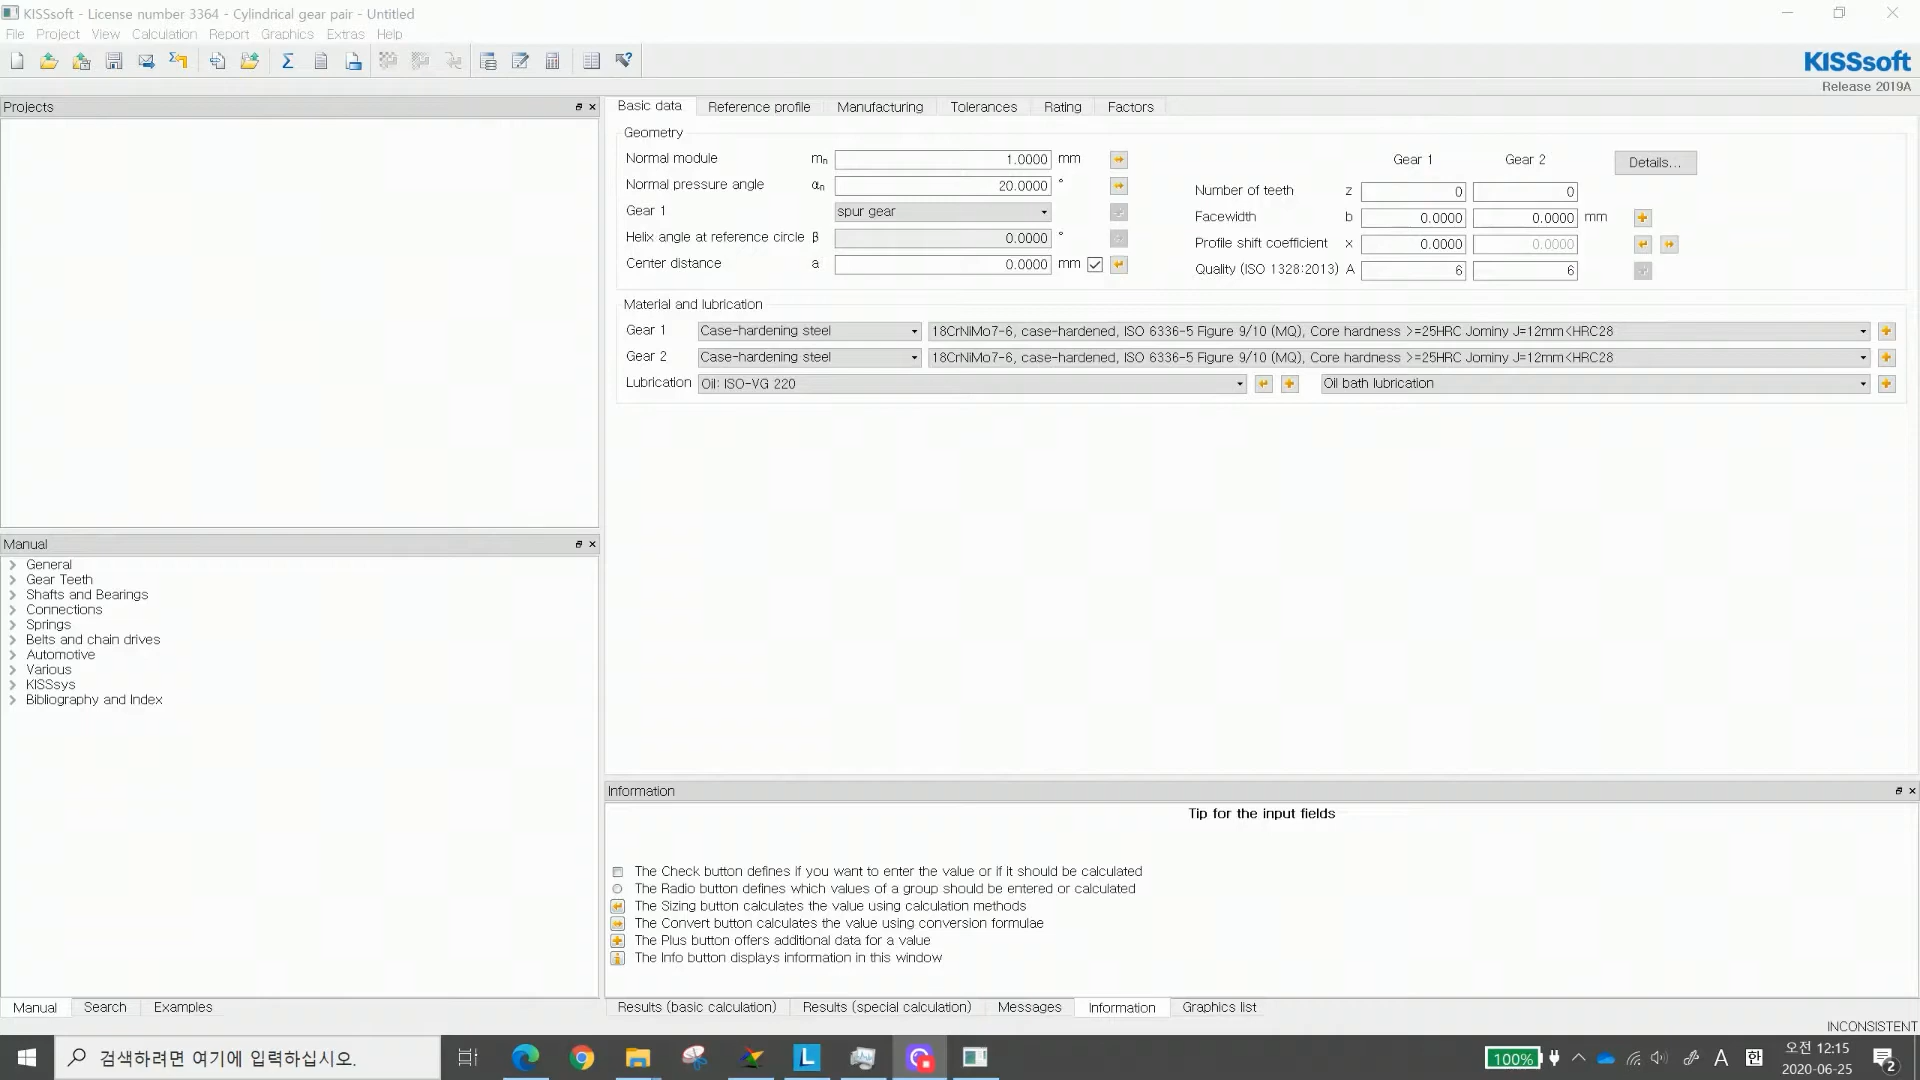 KISSsoft - License number 3364 - Cylindrical gear pair - Untitled
File Project View Calculation Report Graphics Extras Help
KISSsoft
Release 2019A
Projects
Basic data Reference profile Manufacturing Tolerances Rating Factors
Geometry
Normal module mn 1.0000 mm
Normal pressure angle αn 20.0000 °
Gear 1 spur gear
Helix angle at reference circle β 0.0000 °
Center distance a 0.0000 mm
Gear 1 Gear 2 Details...
Number of teeth z 0 0
Facewidth b 0.0000 0.0000 mm
Profile shift coefficient x 0.0000 0.0000
Quality (ISO 1328:2013) A 6 6
Material and lubrication
Gear 1 Case-hardening steel 18CrNiMo7-6, case-hardened, ISO 6336-5 Figure 9/10 (MQ), Core hardness >=25HRC Jominy J=12mm<HRC28
Gear 2 Case-hardening steel 18CrNiMo7-6, case-hardened, ISO 6336-5 Figure 9/10 (MQ), Core hardness >=25HRC Jominy J=12mm<HRC28
Lubrication Oil: ISO-VG 220 Oil bath lubrication
Manual
General
Gear Teeth
Shafts and Bearings
Connections
Springs
Belts and chain drives
Automotive
Various
KISSsys
Bibliography and Index
Information
Tip for the input fields
The Check button defines if you want to enter the value or if it should be calculated
The Radio button defines which values of a group should be entered or calculated
The Sizing button calculates the value using calculation methods
The Convert button calculates the value using conversion formulae
The Plus button offers additional data for a value
The Info button displays information in this window
Manual Search Examples
Results (basic calculation) Results (special calculation) Messages Information Graphics list
INCONSISTENT
검색하려면 여기에 입력하십시오.
L
100%
A
한
오전 12:15
2020-06-25
2